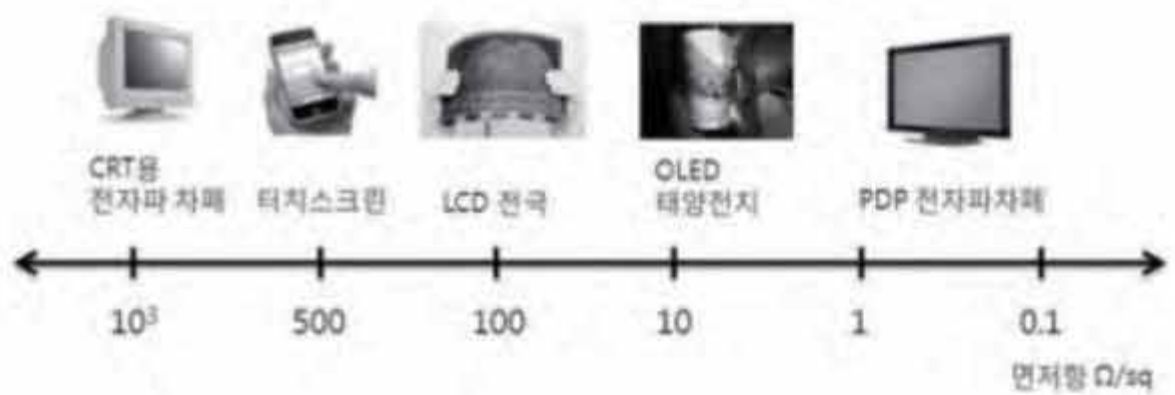 CRT용
전자파 차폐
터치스크린
LCD 전극
OLED
태양전지
PDP 전자파차폐
10³
500
100
10
1
0.1
면저항 Ω/sq